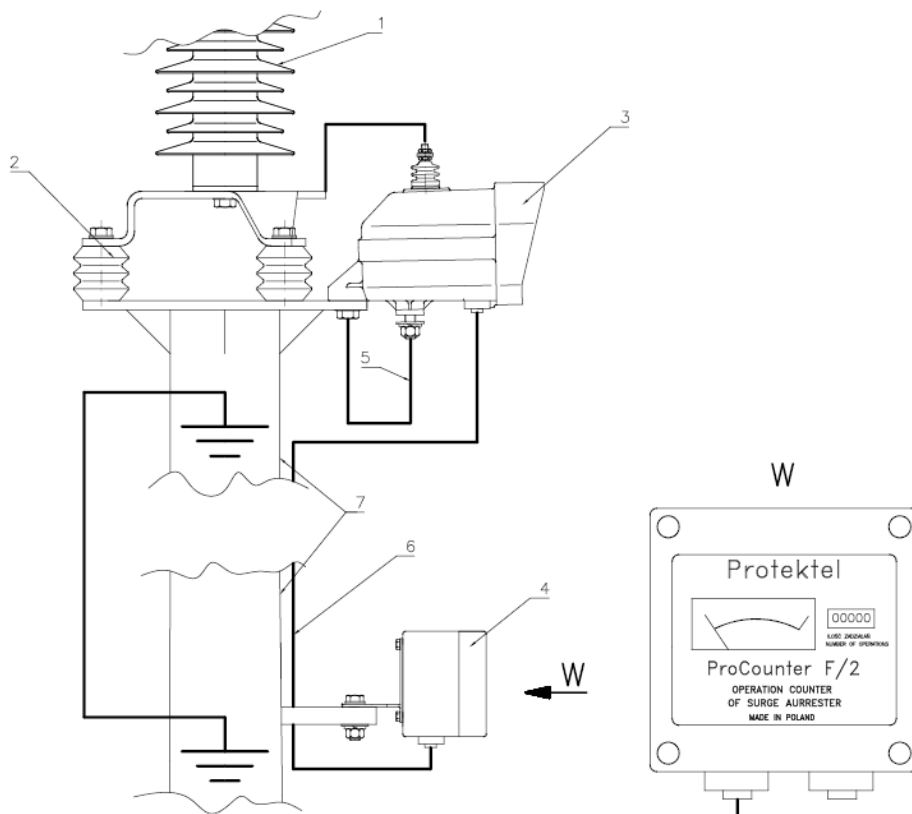 1
2
3
5
W
7
6
4
W
Protektel
00000
ILOŚĆ ZADZIAŁAŃ
NUMBER OF OPERATIONS
ProCounter F/2
OPERATION COUNTER
OF SURGE AURRESTER
MADE IN POLAND